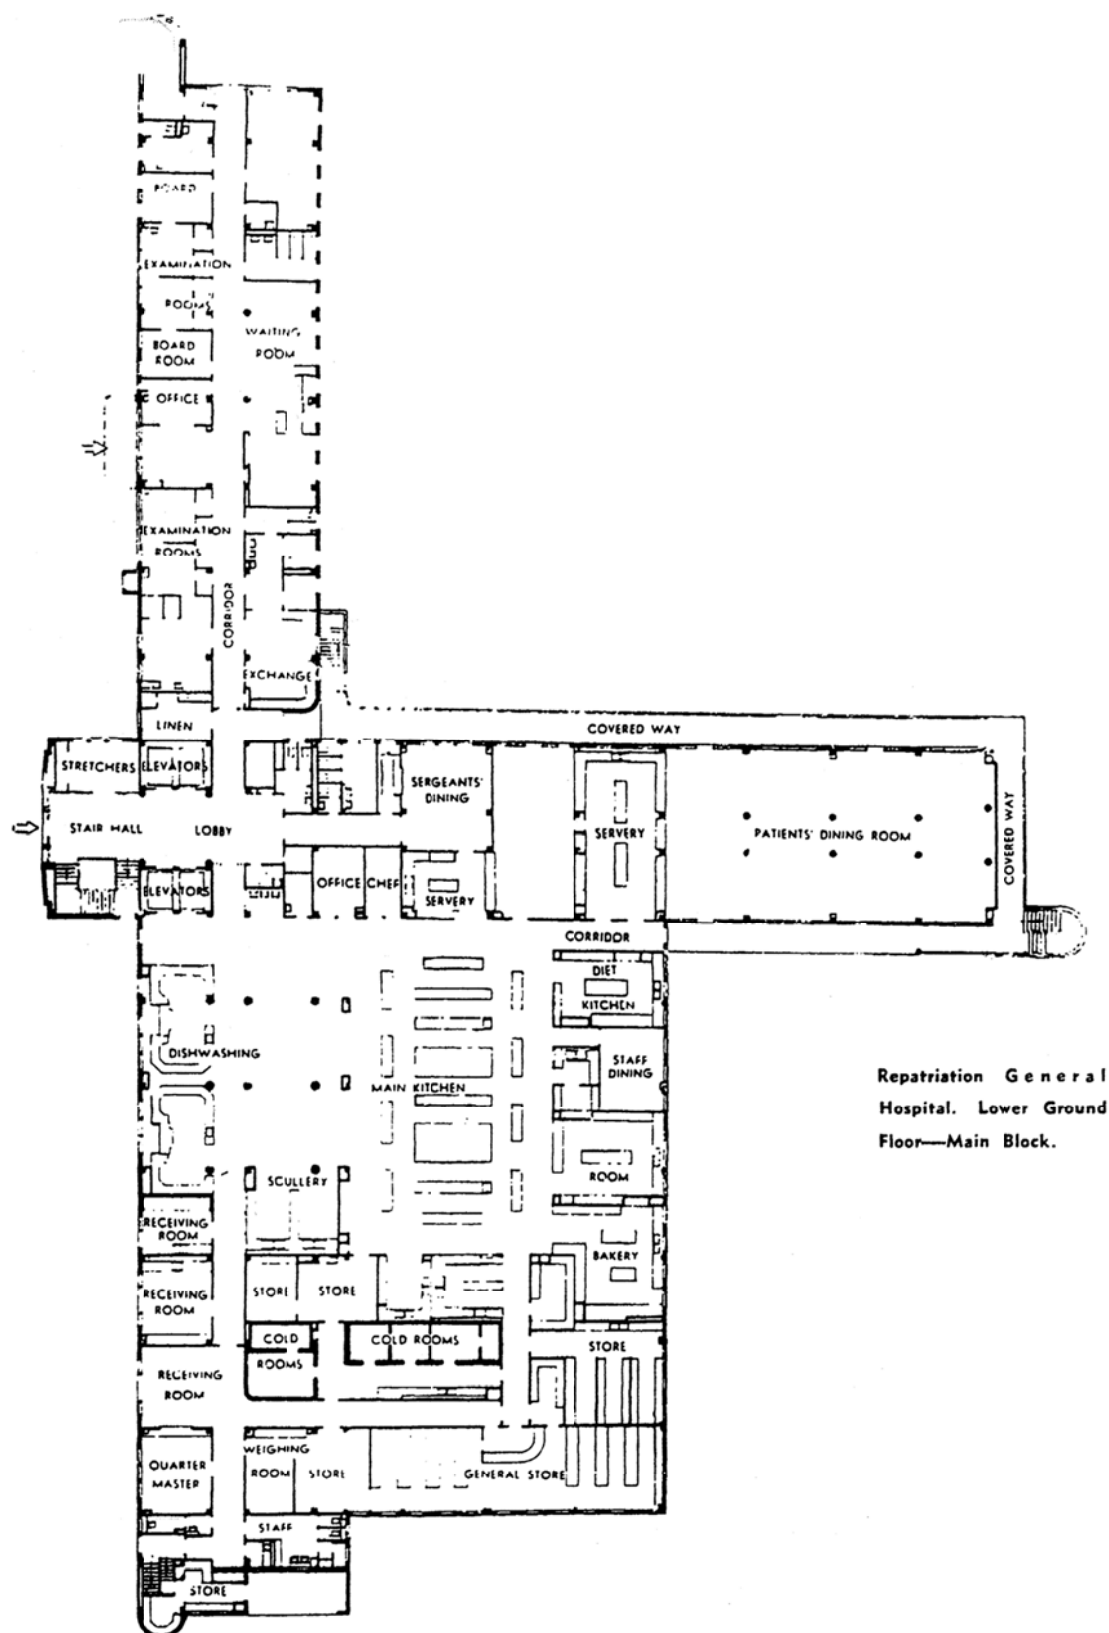 BOARD
EXAMINATION
ROOMS
BOARD
ROOM
WAITING
ROOM
OFFICE
EXAMINATION
ROOMS
CORRIDOR
EXCHANGE
LINEN
COVERED WAY
STRETCHERS
ELEVATORS
SERGEANTS'
DINING
STAIR HALL
LOBBY
SERVERY
PATIENTS' DINING ROOM
COVERED WAY
ELEVATORS
OFFICE
CHEF
SERVERY
CORRIDOR
DIET
KITCHEN
DISHWASHING
MAIN KITCHEN
STAFF
DINING
Repatriation General
Hospital. Lower Ground
Floor—Main Block.
SCULLERY
ROOM
RECEIVING
ROOM
BAKERY
RECEIVING
ROOM
STORE
STORE
COLD
ROOMS
COLD ROOMS
STORE
RECEIVING
ROOM
QUARTER
MASTER
WEIGHING
ROOM
STORE
GENERAL STORE
STAFF
STORE